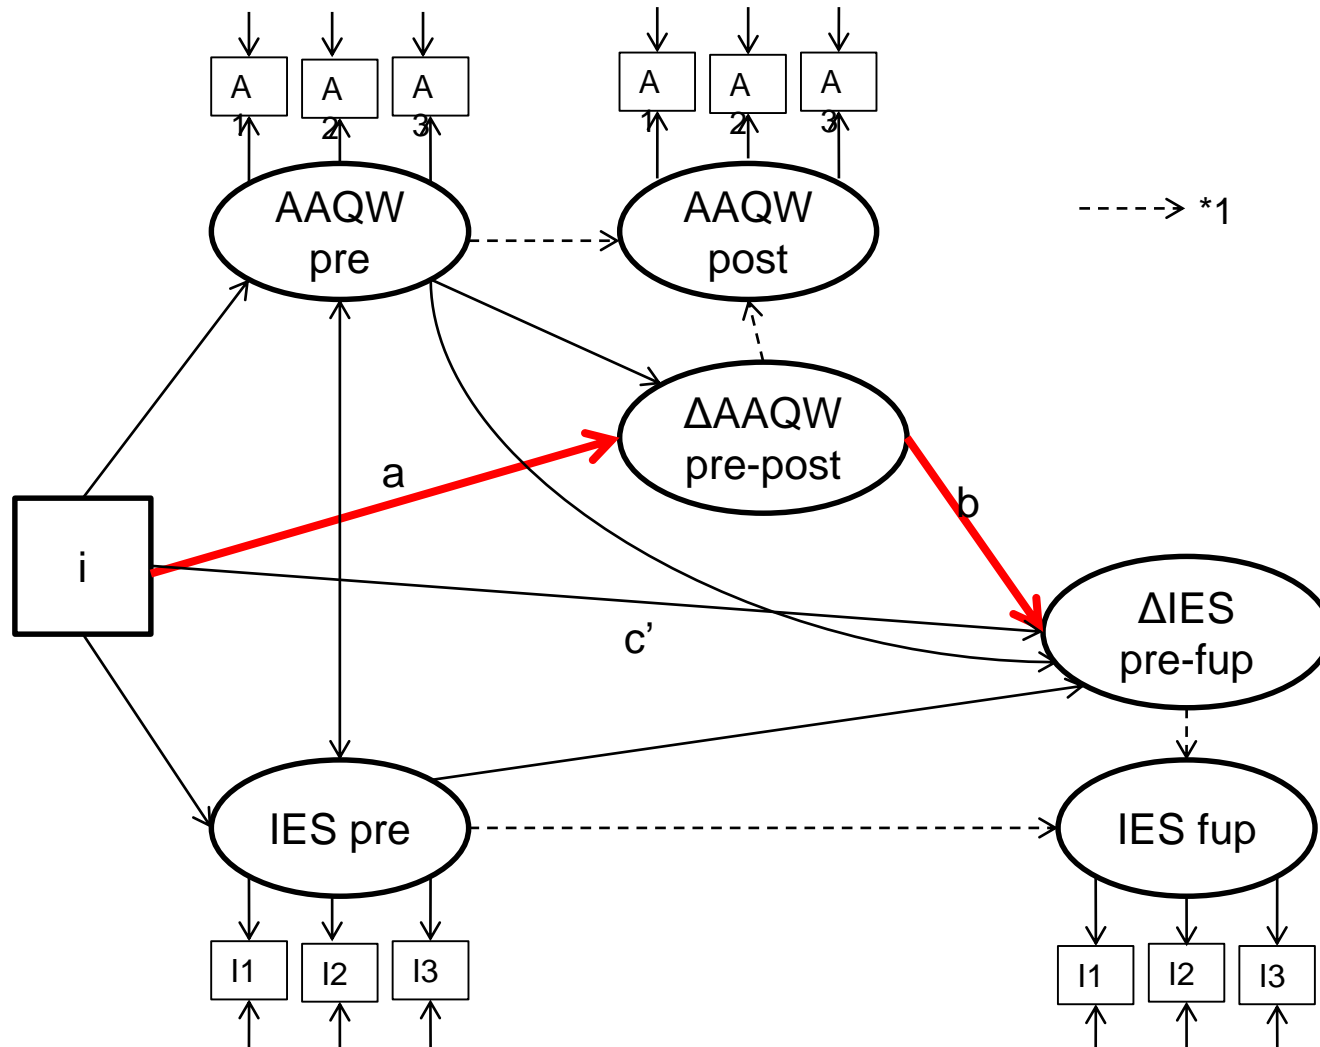 A
1
A
2
A
3
A
1
A
2
A
3
AAQW
pre
AAQW
post
*1
ΔAAQW
pre-post
a
b
i
c’
ΔIES
pre-fup
IES pre
IES fup
I1
I2
I3
I1
I2
I3